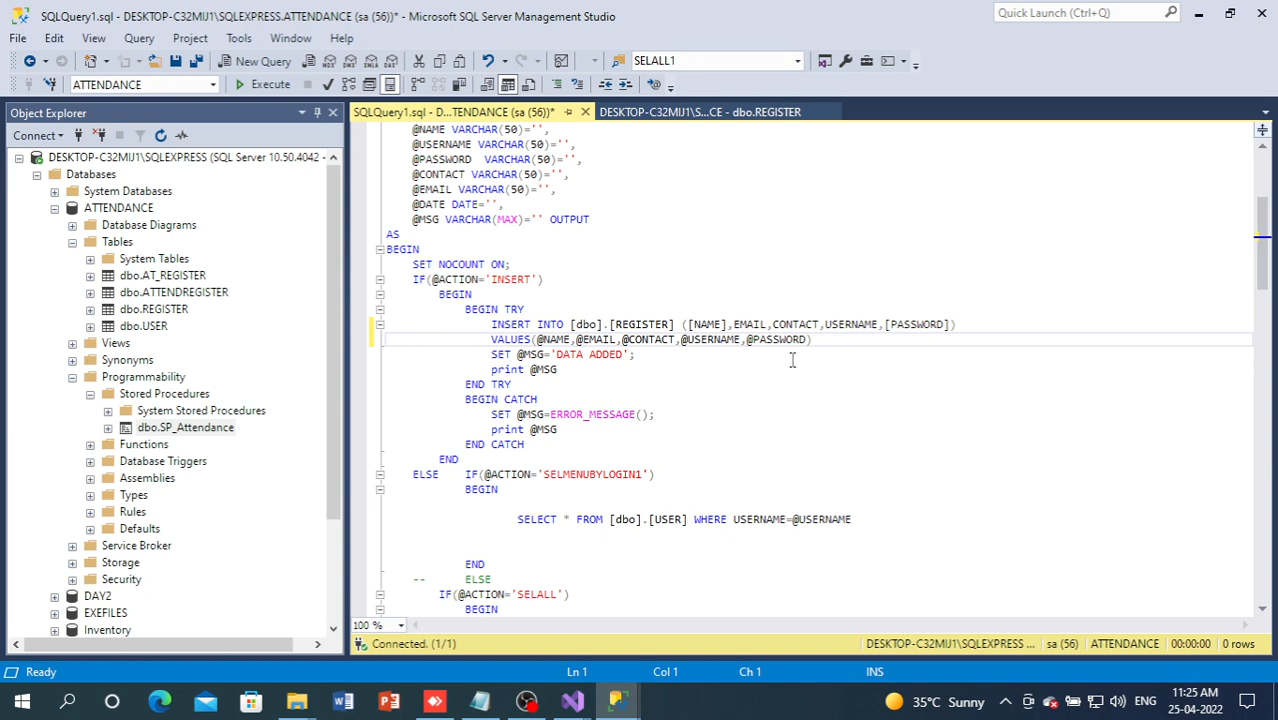 SQLQuery1.sql - DESKTOP-C32MIJ1\SQLEXPRESS.ATTENDANCE (sa (56))* - Microsoft SQL Server Management Studio
Quick Launch (Ctrl+Q)
File Edit View Query Project Tools Window Help
New Query
SELALL1
ATTENDANCE
Execute
Object Explorer
SQLQuery1.sql - D...TENDANCE (sa (56))*
DESKTOP-C32MIJ1\S...CE - dbo.REGISTER
Connect
DESKTOP-C32MIJ1\SQLEXPRESS (SQL Server 10.50.4042 -
Databases
System Databases
ATTENDANCE
Database Diagrams
Tables
System Tables
dbo.AT_REGISTER
dbo.ATTENDREGISTER
dbo.REGISTER
dbo.USER
Views
Synonyms
Programmability
Stored Procedures
System Stored Procedures
dbo.SP_Attendance
Functions
Database Triggers
Assemblies
Types
Rules
Defaults
Service Broker
Storage
Security
DAY2
EXEFILES
Inventory
@NAME VARCHAR(50)='',
@USERNAME VARCHAR(50)='',
@PASSWORD  VARCHAR(50)='',
@CONTACT VARCHAR(50)='',
@EMAIL VARCHAR(50)='',
@DATE DATE='',
@MSG VARCHAR(MAX)='' OUTPUT
AS
BEGIN
SET NOCOUNT ON;
IF(@ACTION='INSERT')
BEGIN
BEGIN TRY
INSERT INTO [dbo].[REGISTER] ([NAME],EMAIL,CONTACT,USERNAME,[PASSWORD])
VALUES(@NAME,@EMAIL,@CONTACT,@USERNAME,@PASSWORD)
SET @MSG='DATA ADDED';
print @MSG
END TRY
BEGIN CATCH
SET @MSG=ERROR_MESSAGE();
print @MSG
END CATCH
END
ELSE    IF(@ACTION='SELMENUBYLOGIN1')
BEGIN
SELECT * FROM [dbo].[USER] WHERE USERNAME=@USERNAME
END
--      ELSE
IF(@ACTION='SELALL')
BEGIN
100 %
Connected. (1/1)
DESKTOP-C32MIJ1\SQLEXPRESS ...
sa (56)
ATTENDANCE
00:00:00
0 rows
Ready
Ln 1
Col 1
Ch 1
INS
35°C Sunny
ENG
11:25 AM
25-04-2022